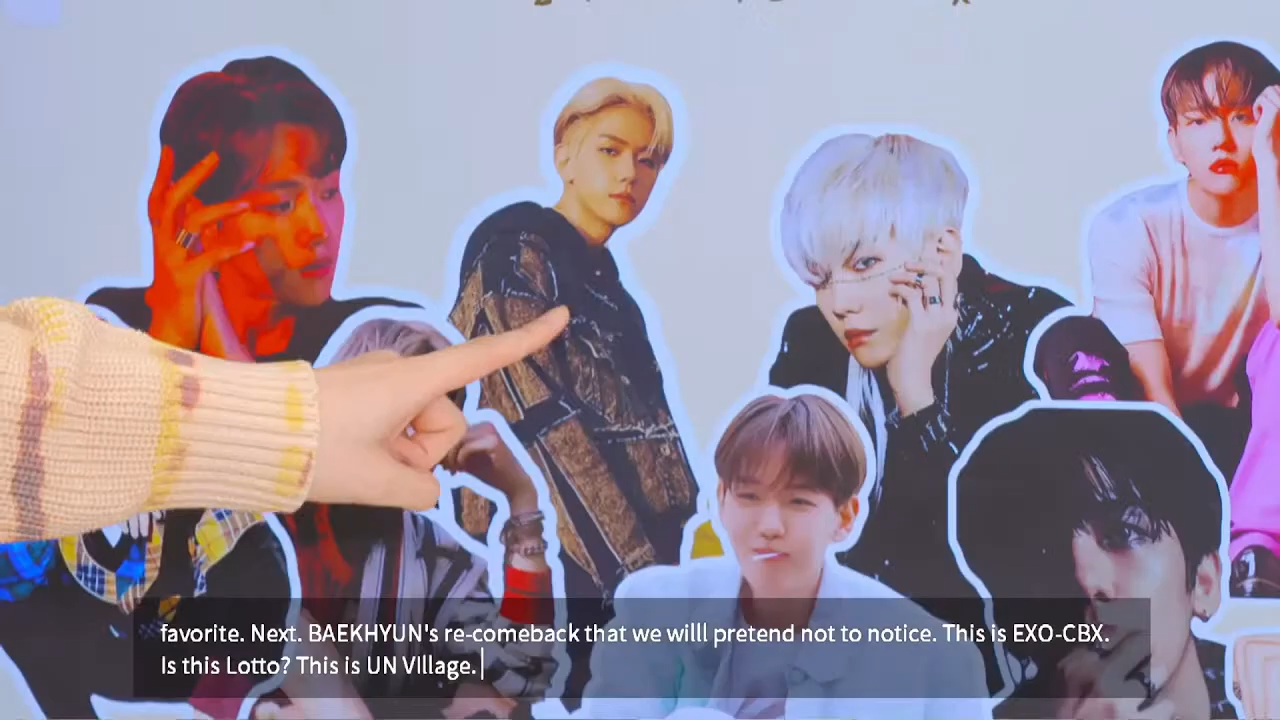 favorite. Next. BAEKHYUN's re-comeback that we willl pretend not to notice. This is EXO-CBX.
Is this Lotto? This is UN VIllage.